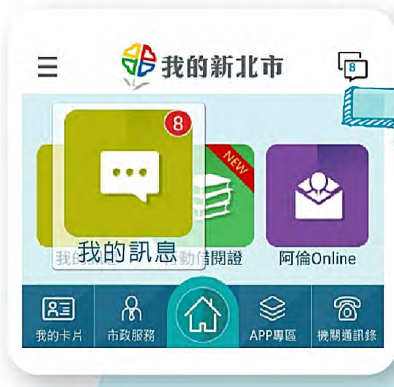 我的新北市
8
8
NEW
我的訊息
動借閱證
阿倫Online
我的卡片
市政服務
APP專區
機關通訊錄